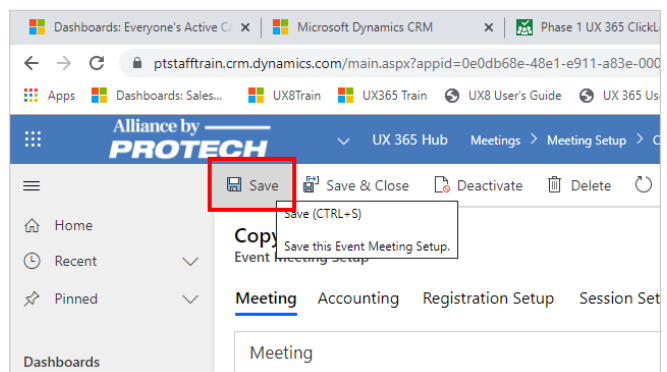 Dashboards: Everyone's Active Ca
Microsoft Dynamics CRM
Phase 1 UX 365 ClickL
ptstafftrain.crm.dynamics.com/main.aspx?appid=0e0db68e-48e1-e911-a83e-000
Apps
Dashboards: Sales...
UX8Train
UX365 Train
UX8 User's Guide
UX 365 Us
Alliance by
PROTECH
UX 365 Hub
Meetings > Meeting Setup >
Save
Save & Close
Deactivate
Delete
Save (CTRL+S)
Save this Event Meeting Setup.
Home
Copy
Event Meeting Setup
Recent
Pinned
Meeting
Accounting
Registration Setup
Session Set
Meeting
Dashboards